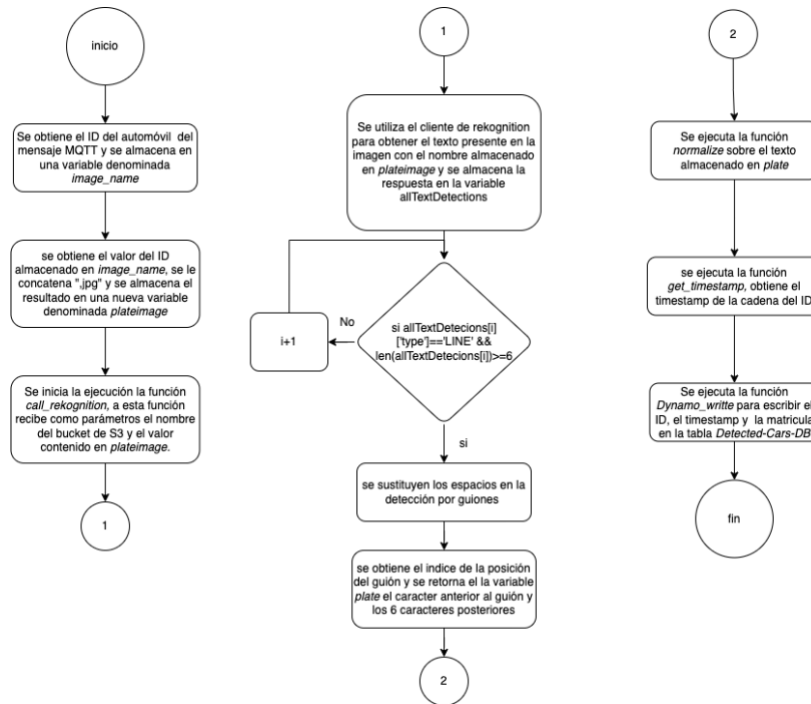 inicio
Se obtiene el ID del automóvil del
mensaje MQTT y se almacena en
una variable denominada
image_name
se obtiene el valor del ID
almacenado en image_name, se le
concatena ",jpg" y se almacena el
resultado en una nueva variable
denominada plateimage
Se inicia la ejecución la función
call_rekognition, a esta función
recibe como parámetros el nombre
del bucket de S3 y el valor
contenido en plateimage.
1
1
Se utiliza el cliente de rekognition
para obtener el texto presente en la
imagen con el nombre almacenado
en plateimage y se almacena la
respuesta en la variable
allTextDetections
si allTextDetecions[i]
['type']=='LINE' &&
len(allTextDetecions[i])>=6
No
i+1
si
se sustituyen los espacios en la
detección por guiones
se obtiene el indice de la posición
del guión y se retorna el la variable
plate el caracter anterior al guión y
los 6 caracteres posteriores
2
2
Se ejecuta la función
normalize sobre el texto
almacenado en plate
se ejecuta la función
get_timestamp, obtiene el
timestamp de la cadena del ID
Se ejecuta la función
Dynamo_writte para escribir el
ID, el timestamp y la matricula
en la tabla Detected-Cars-DB
fin